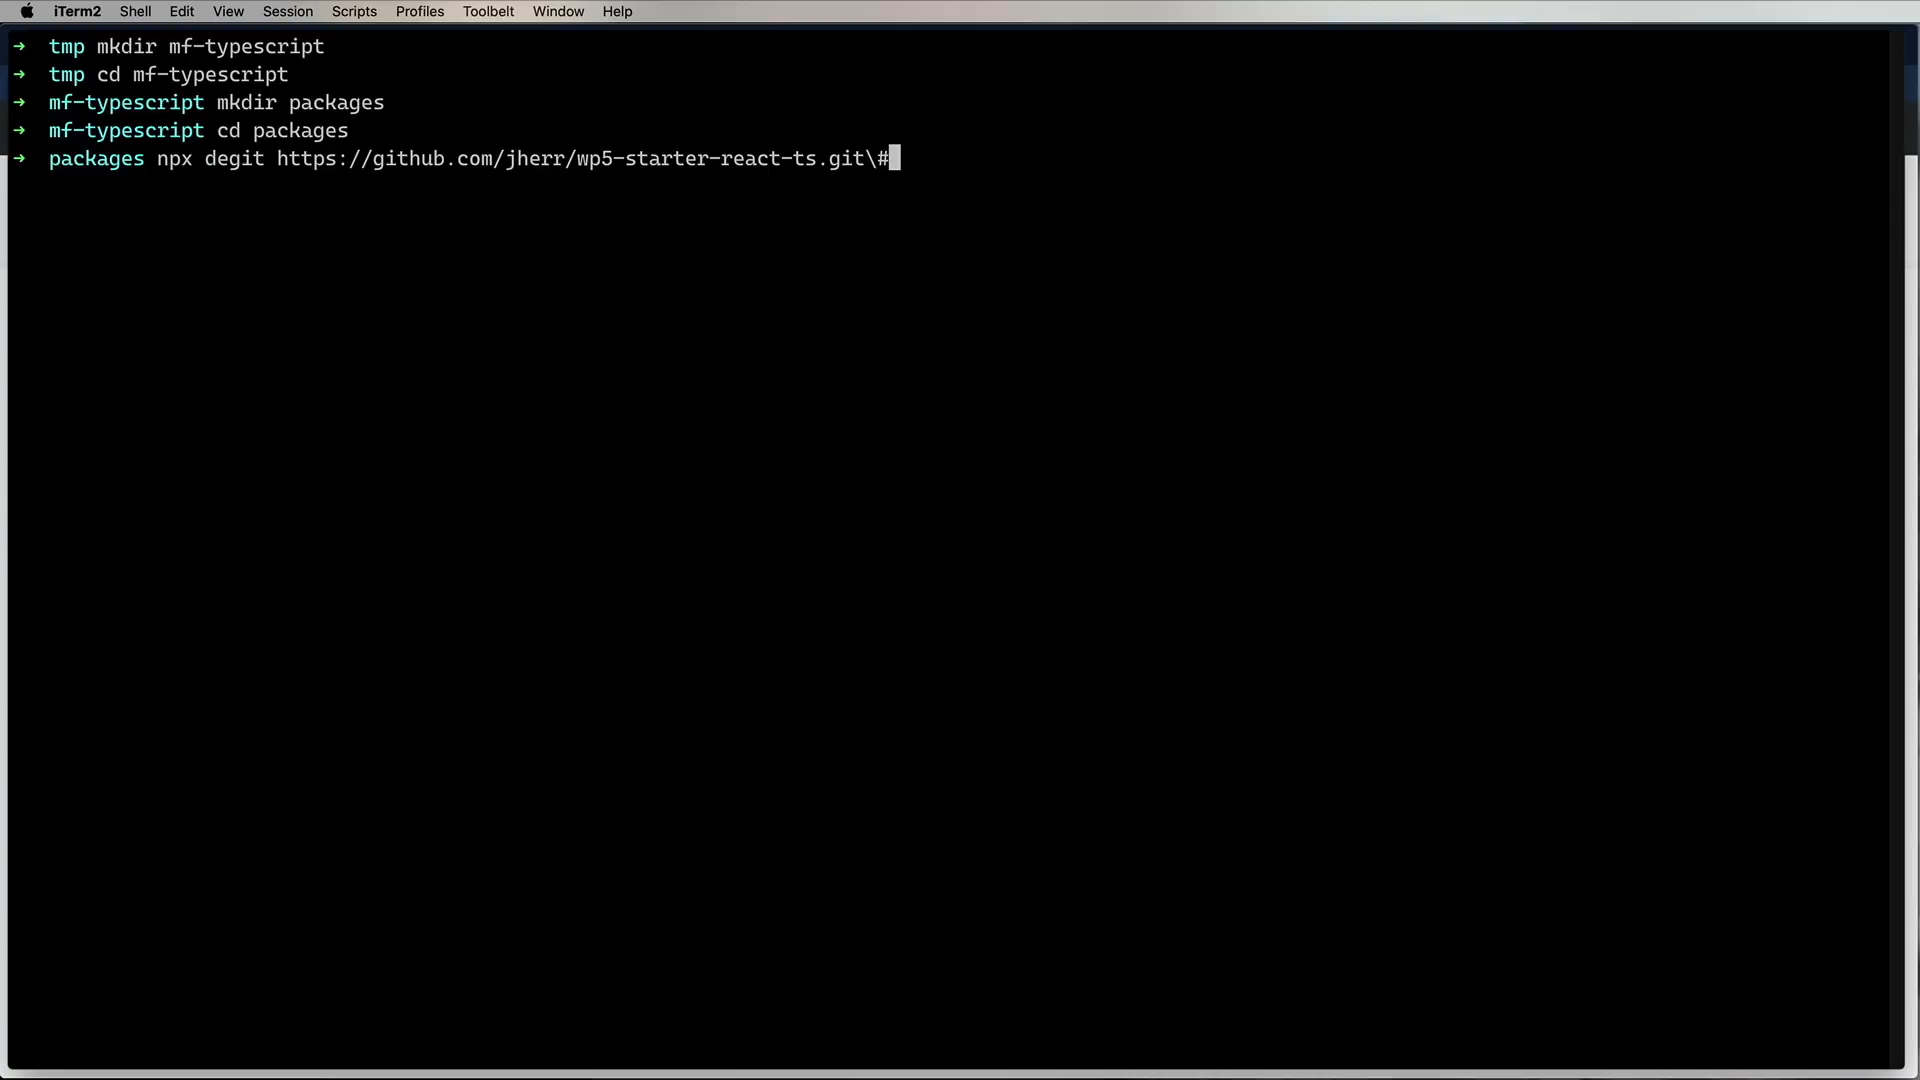 iTerm2 Shell Edit View Session Scripts Profiles Toolbelt Window Help
➜ tmp mkdir mf-typescript
➜ tmp cd mf-typescript
➜ mf-typescript mkdir packages
➜ mf-typescript cd packages
➜ packages npx degit https://github.com/jherr/wp5-starter-react-ts.git\#